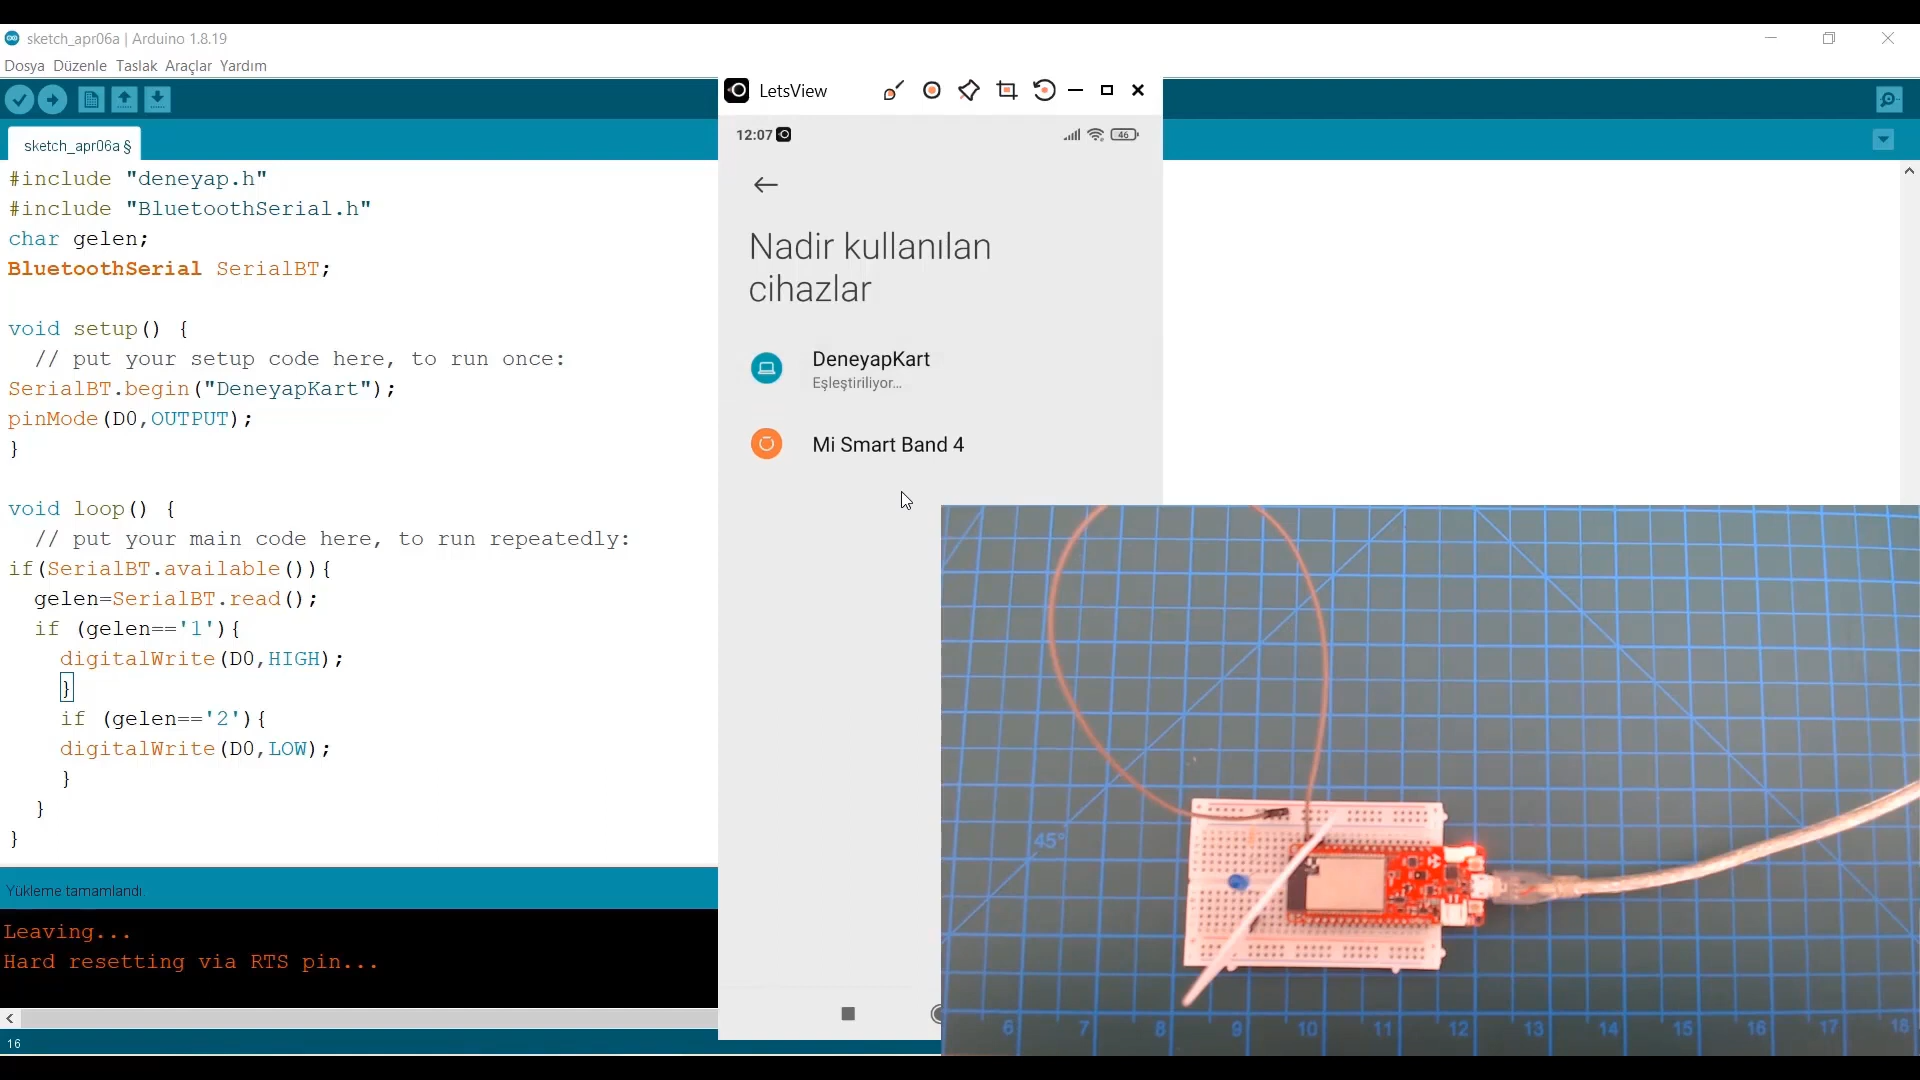 sketch_apr06a | Arduino 1.8.19
Dosya Düzenle Taslak Araçlar Yardım
sketch_apr06a §
#include "deneyap.h"
#include "BluetoothSerial.h"
char gelen;
BluetoothSerial SerialBT;
void setup() {
// put your setup code here, to run once:
SerialBT.begin("DeneyapKart");
pinMode(D0,OUTPUT);
}
void loop() {
// put your main code here, to run repeatedly:
if(SerialBT.available()){
gelen=SerialBT.read();
if (gelen=='1'){
digitalWrite(D0,HIGH);
}
if (gelen=='2'){
digitalWrite(D0,LOW);
}
}
}
Yükleme tamamlandı.
Leaving...
Hard resetting via RTS pin...
16
LetsView
12:07
46
Nadir kullanılan
cihazlar
DeneyapKart
Eşleştiriliyor...
Mi Smart Band 4
45°
6 7 8 9 10 11 12 13 14 15 16 17 18